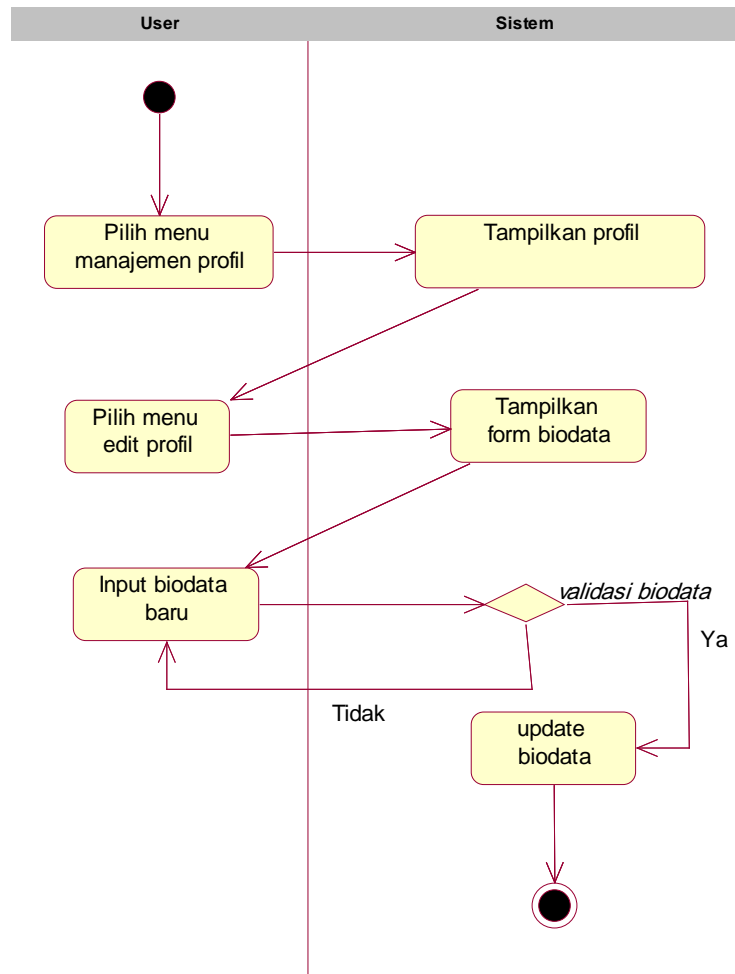 User
Sistem
Pilih menu
manajemen profil
Tampilkan profil
Pilih menu
edit profil
Tampilkan
form biodata
Input biodata
baru
validasi biodata
Ya
Tidak
update
biodata